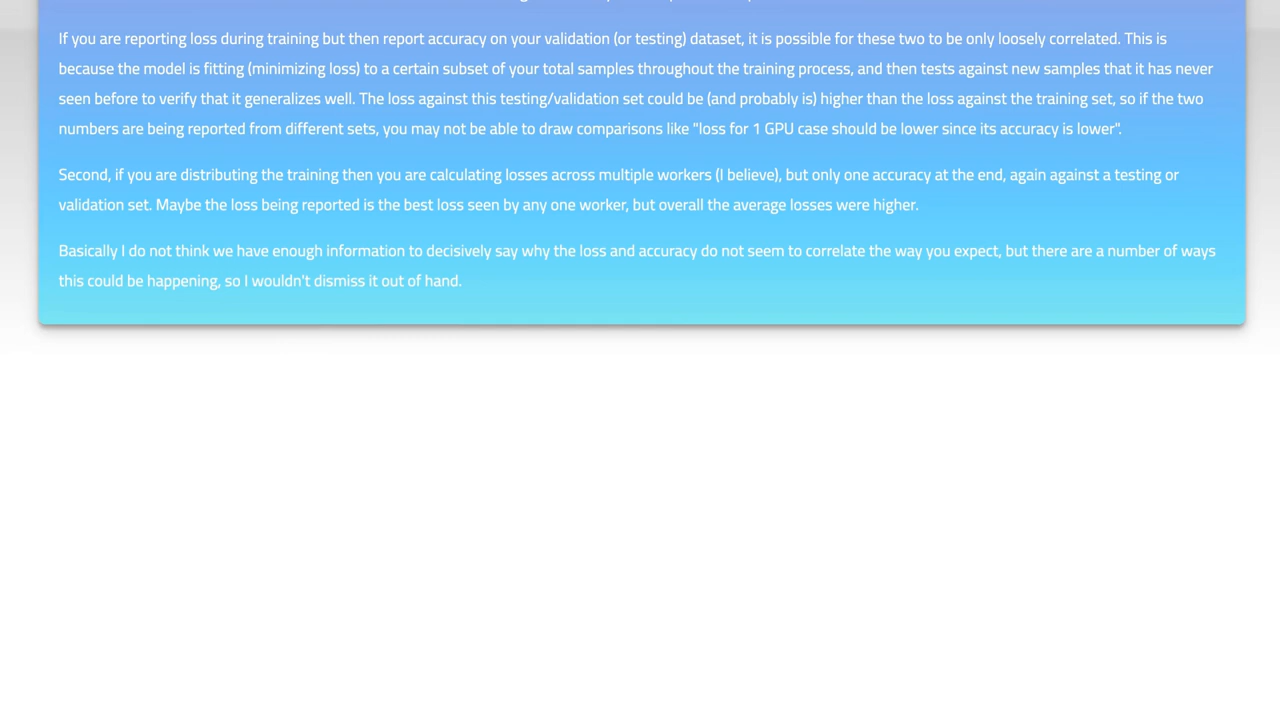 If you are reporting loss during training but then report accuracy on your validation (or testing) dataset, it is possible for these two to be only loosely correlated. This is
because the model is fitting (minimizing loss) to a certain subset of your total samples throughout the training process, and then tests against new samples that it has never
seen before to verify that it generalizes well. The loss against this testing/validation set could be (and probably is) higher than the loss against the training set, so if the two
numbers are being reported from different sets, you may not be able to draw comparisons like "loss for 1 GPU case should be lower since its accuracy is lower".
Second, if you are distributing the training then you are calculating losses across multiple workers (I believe), but only one accuracy at the end, again against a testing or
validation set. Maybe the loss being reported is the best loss seen by any one worker, but overall the average losses were higher.
Basically I do not think we have enough information to decisively say why the loss and accuracy do not seem to correlate the way you expect, but there are a number of ways
this could be happening, so I wouldn't dismiss it out of hand.